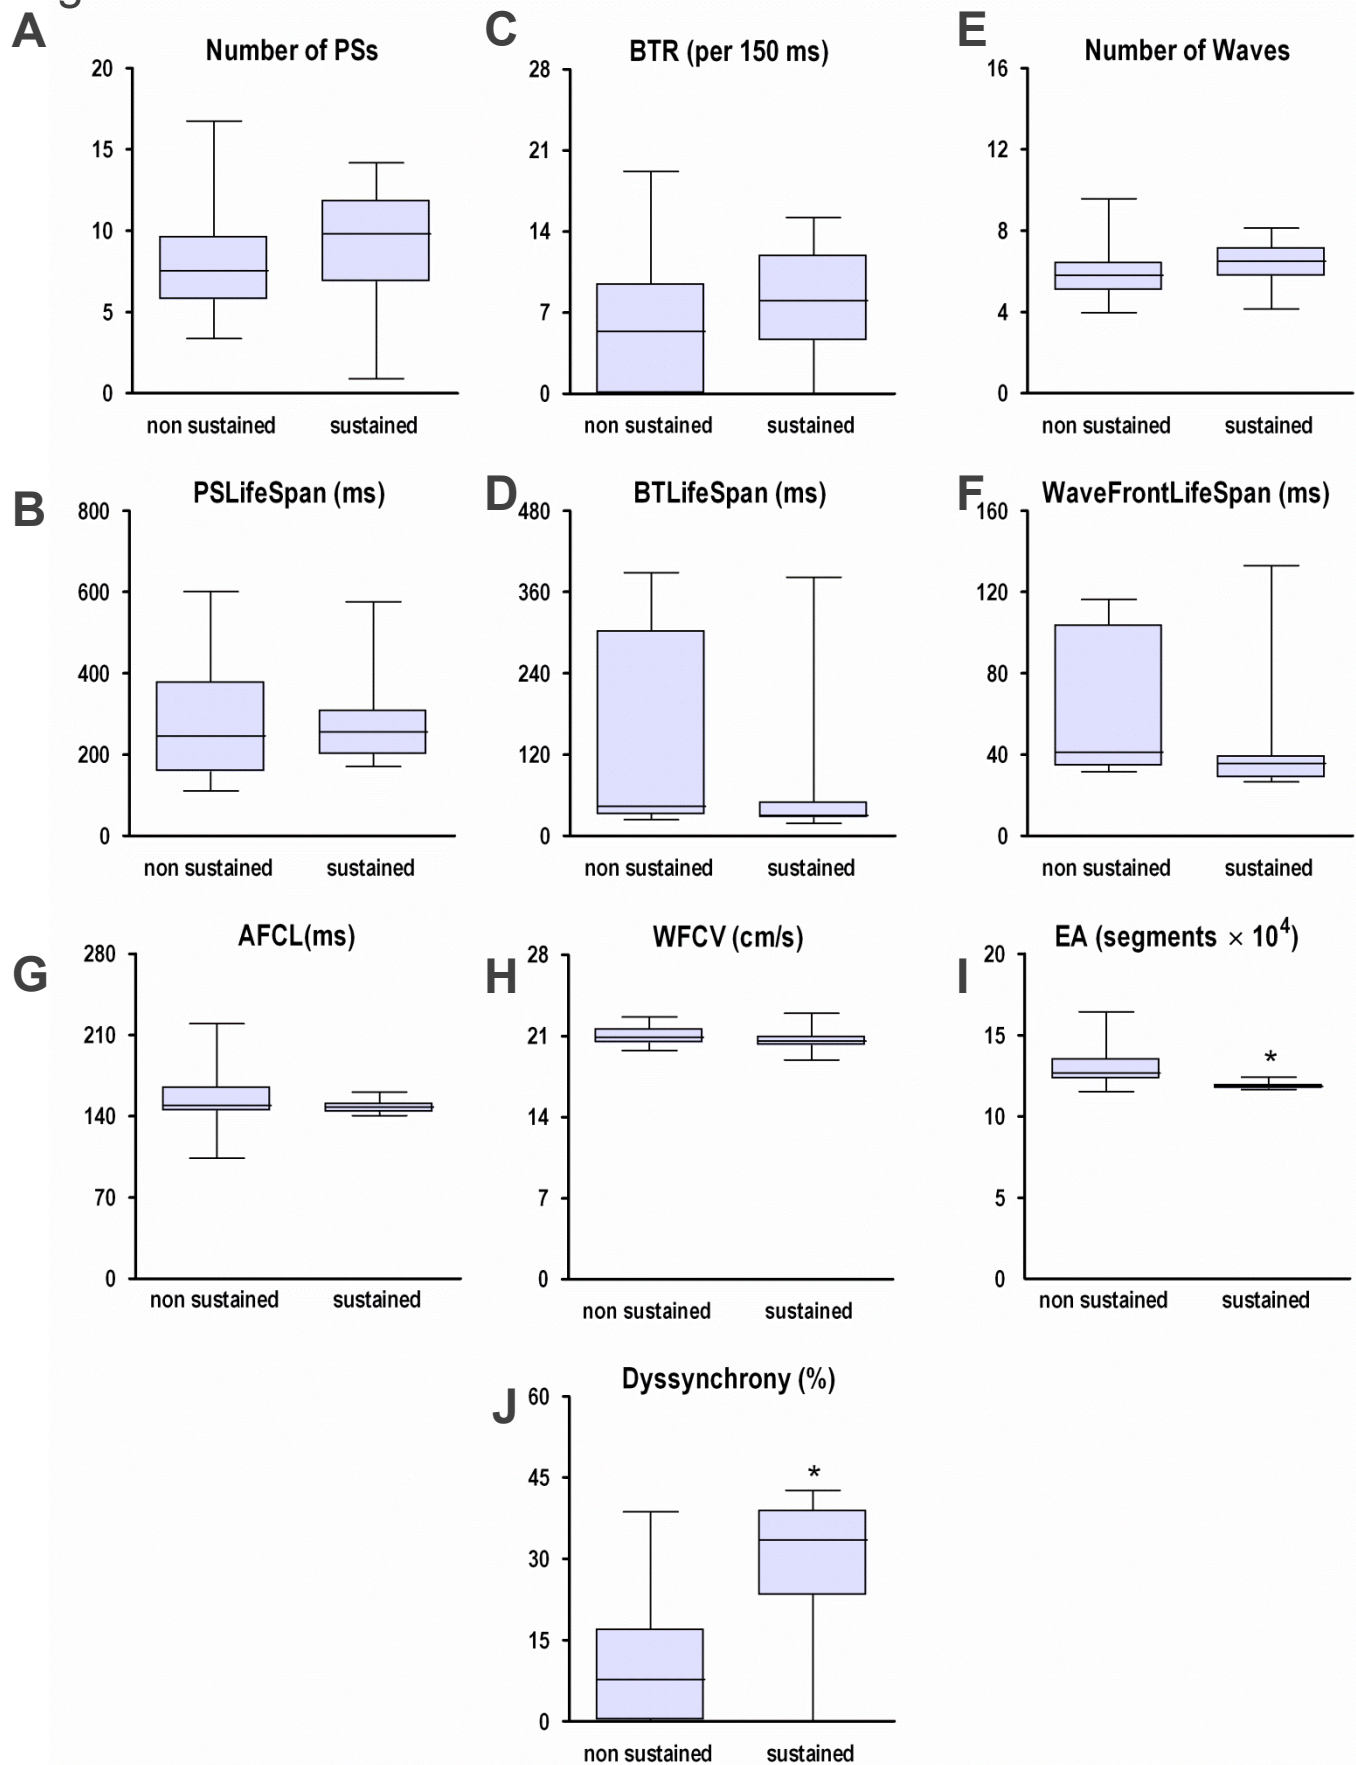 A
Number of PSs
20
15
10
5
0
non sustained sustained
C
BTR (per 150 ms)
28
21
14
7
0
non sustained sustained
E
Number of Waves
16
12
8
4
0
non sustained sustained
B
PSLifeSpan (ms)
800
600
400
200
0
non sustained sustained
D
BTLifeSpan (ms)
480
360
240
120
0
non sustained sustained
F
WaveFrontLifeSpan (ms)
160
120
80
40
0
non sustained sustained
G
AFCL(ms)
280
210
140
70
0
non sustained sustained
H
WFCV (cm/s)
28
21
14
7
0
non sustained sustained
I
EA (segments × 10⁴)
20
15
10
5
0
*
non sustained sustained
J
Dyssynchrony (%)
60
45
30
15
0
*
non sustained sustained